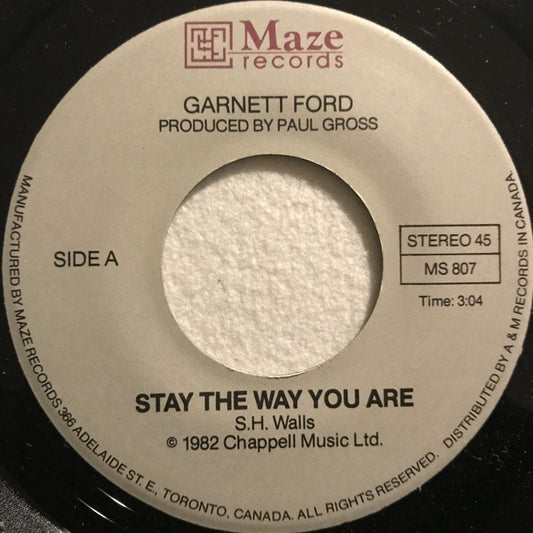 Maze
records
GARNETT FORD
PRODUCED BY PAUL GROSS
SIDE A
STEREO 45
MS 807
Time: 3:04
STAY THE WAY YOU ARE
S.H. Walls
© 1982 Chappell Music Ltd.
MANUFACTURED BY MAZE RECORDS 366 ADELAIDE ST. E., TORONTO, CANADA. ALL RIGHTS RESERVED. DISTRIBUTED BY A & M RECORDS IN CANADA.